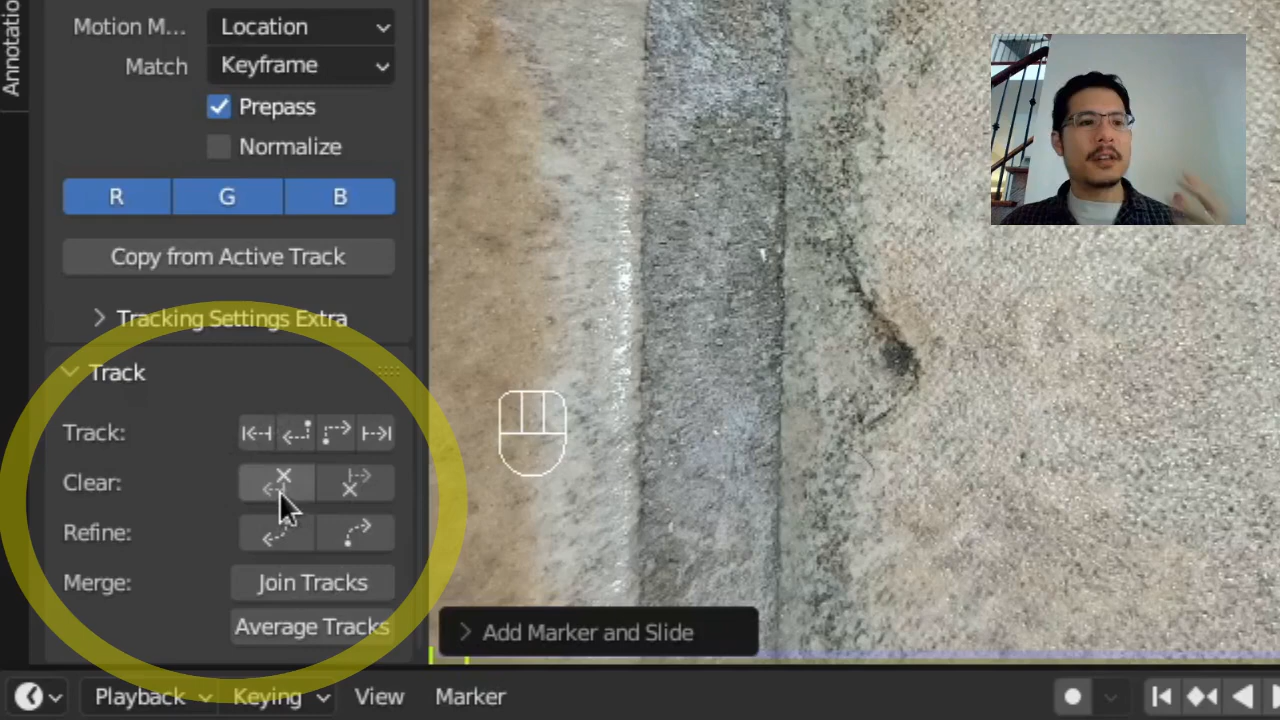 Annotatio
Motion M... Location
Match Keyframe
Prepass
Normalize
R G B
Copy from Active Track
Tracking Settings Extra
Track
Track:
Clear:
Refine:
Merge: Join Tracks
Average Tracks
Add Marker and Slide
Playback Keying View Marker